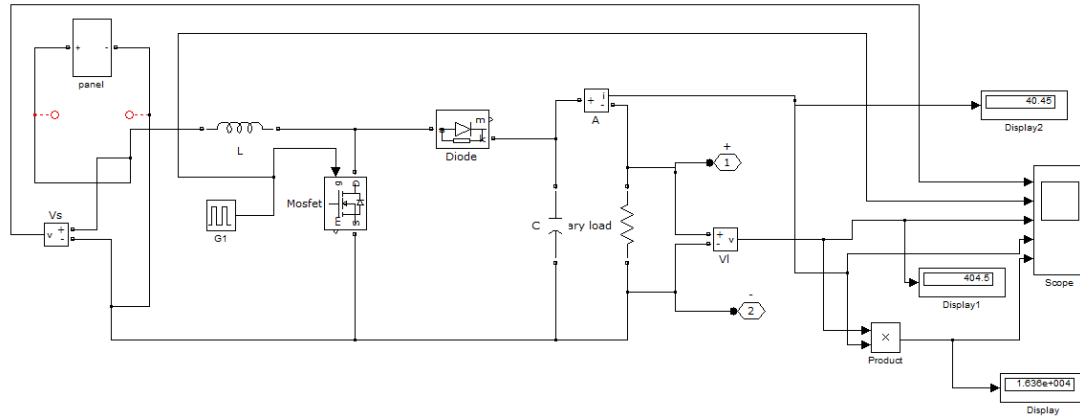 + -
panel
L
G1
Mosfet
g
D
m
S
m
a
k
Diode
Vs
v
+
-
C
ary load
+
i
-
A
+
1
-
2
+
-
v
Vl
40.45
Display2
404.5
Display1
×
Product
1.636e+004
Display
Scope